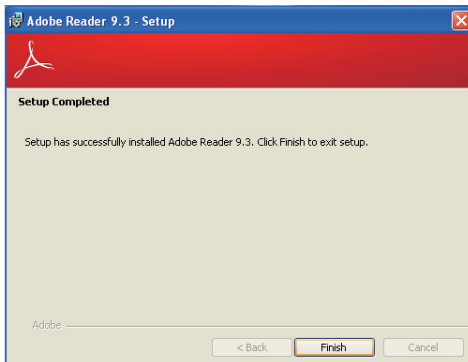 Adobe Reader 9.3 - Setup
Setup Completed
Setup has successfully installed Adobe Reader 9.3. Click Finish to exit setup.
Adobe
< Back Finish Cancel